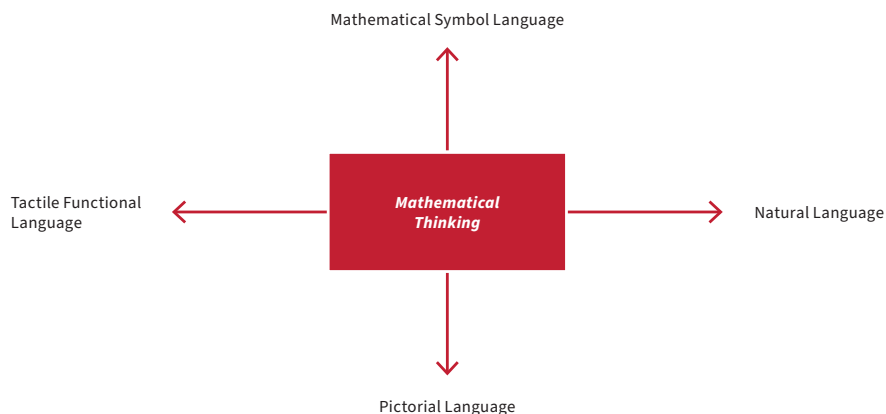 Mathematical Symbol Language
Tactile Functional
Language
Mathematical
Thinking
Natural Language
Pictorial Language